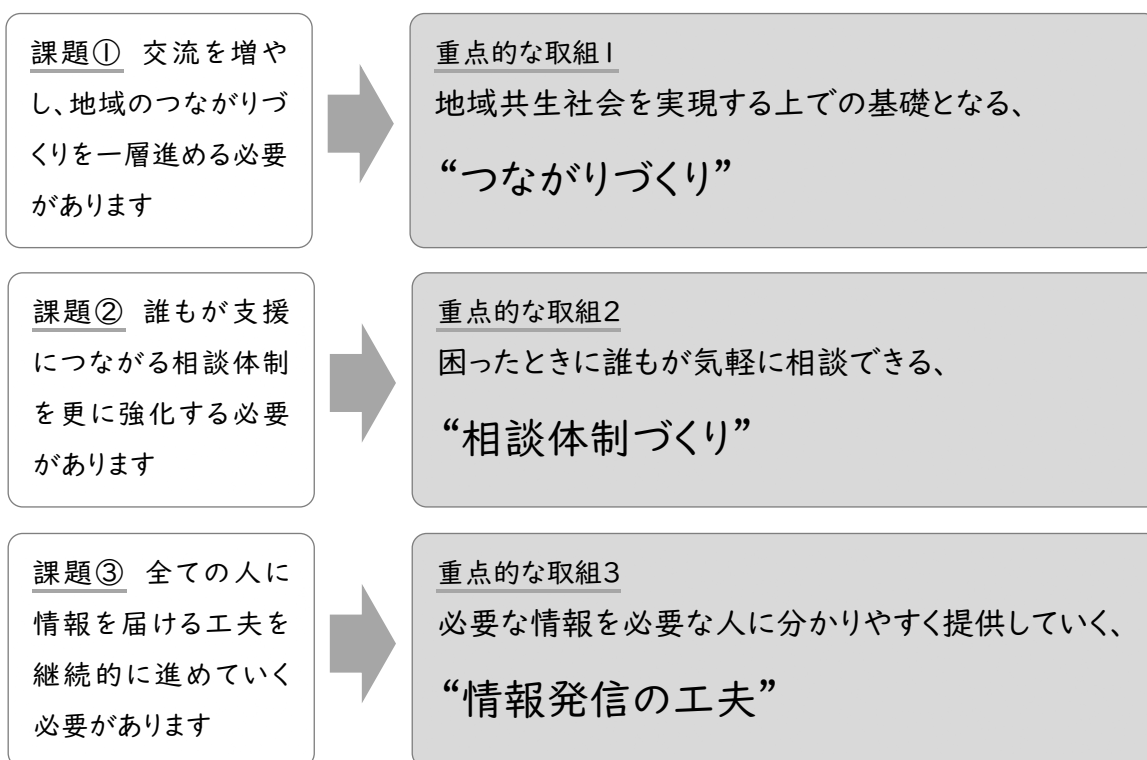 課題① 交流を増や
し、地域のつながりづ
くりを一層進める必要
があります
重点的な取組1
地域共生社会を実現する上での基礎となる、
“つながりづくり”
課題② 誰もが支援
につながる相談体制
を更に強化する必要
があります
重点的な取組2
困ったときに誰もが気軽に相談できる、
“相談体制づくり”
課題③ 全ての人に
情報を届ける工夫を
継続的に進めていく
必要があります
重点的な取組3
必要な情報を必要な人に分かりやすく提供していく、
“情報発信の工夫”